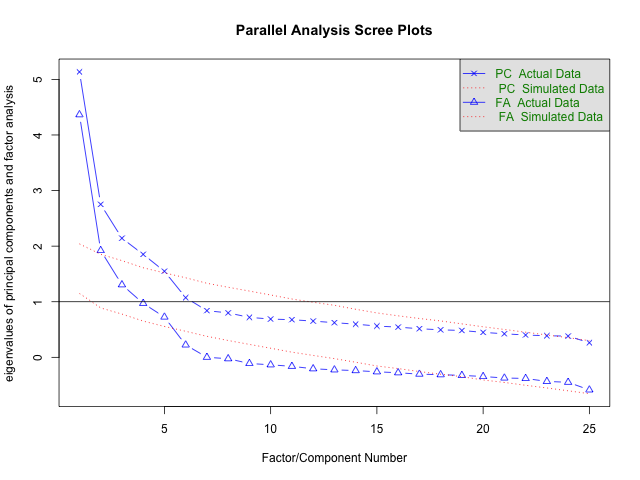 Parallel Analysis Scree Plots
eigenvalues of principal components and factor analysis
5
4
3
2
1
0
PC Actual Data
PC Simulated Data
FA Actual Data
FA Simulated Data
5
10
15
20
25
Factor/Component Number